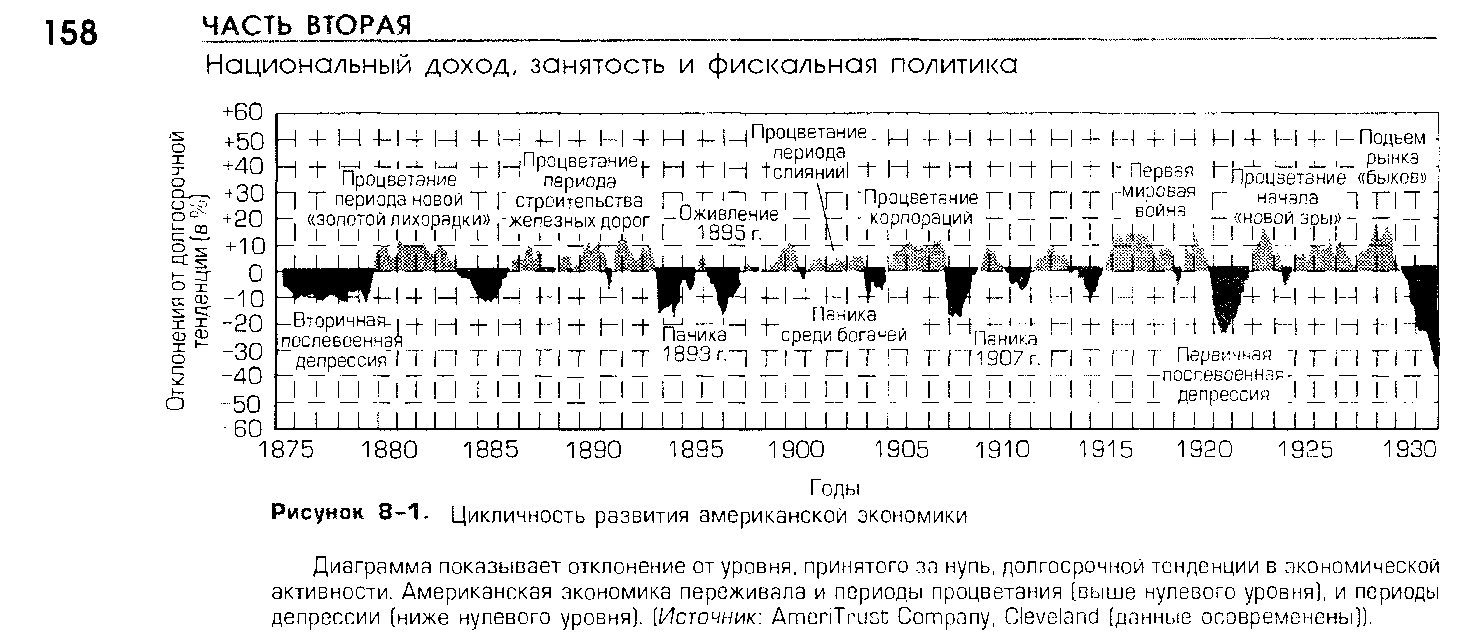 158
ЧАСТЬ ВТОРАЯ
Национальный доход, занятость и фискальная политика
Отклонения от долгосрочной
тенденции (в %)
+60
+50
+40
+30
+20
+10
0
-10
-20
-30
-40
-50
-60
Процветание
периода новой
«золотой лихорадки»
Процветание
периода
строительства
железных дорог
Оживление
1895 г.
Процветание
периода
слияний
Процветание
корпораций
Первая
мировая
война
Процветание
начала
«новой эры»
Подъем
рынка
«быков»
Вторичная
послевоенная
депрессия
Паника
1893 г.
Паника
среди богачей
Паника
1907 г.
Первичная
послевоенная
депрессия
1875 1880 1885 1890 1895 1900 1905 1910 1915 1920 1925 1930
Годы
Рисунок 8-1. Цикличность развития американской экономики
Диаграмма показывает отклонение от уровня, принятого за нуль, долгосрочной тенденции в экономической
активности. Американская экономика переживала и периоды процветания (выше нулевого уровня), и периоды
депрессии (ниже нулевого уровня). (Источник: AmeriTrust Company, Cleveland (данные осовременены)).